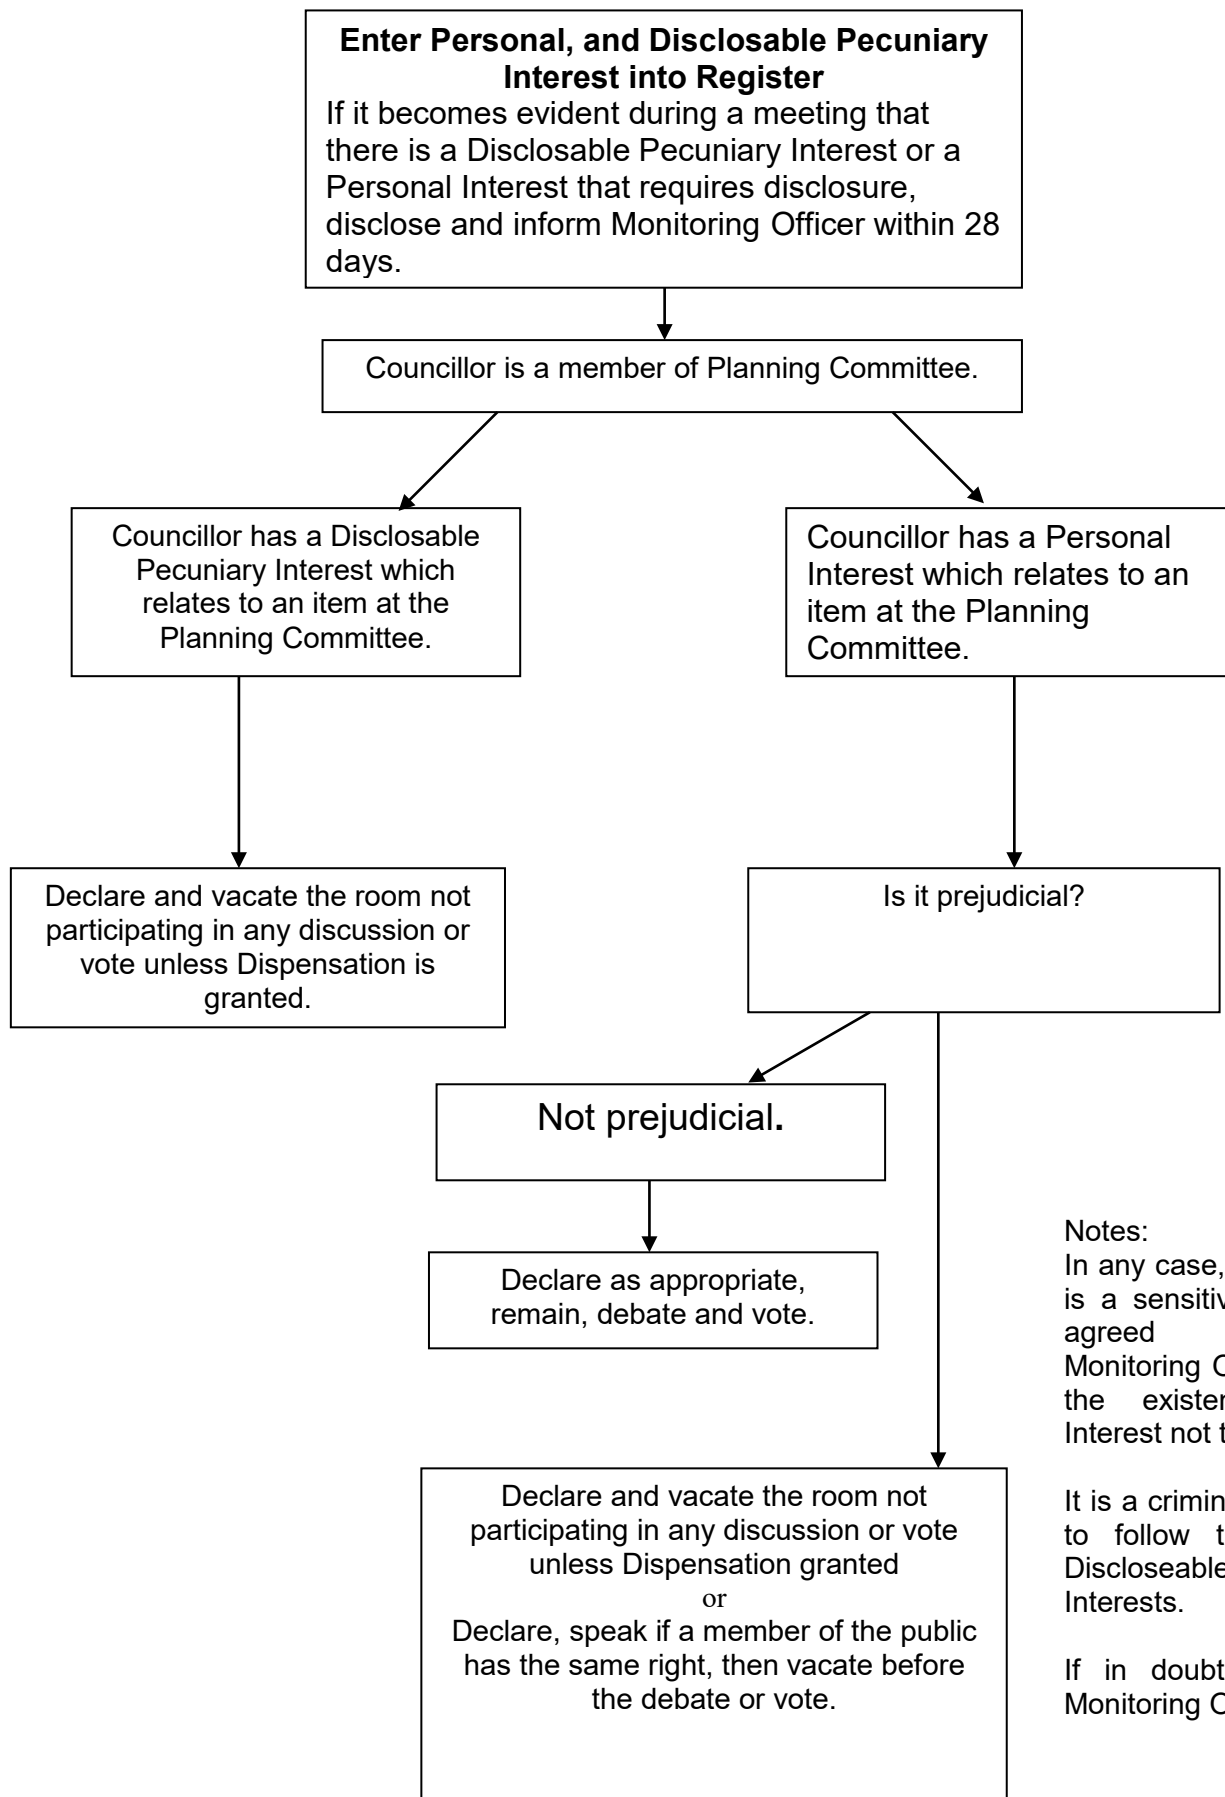 Enter Personal, and Disclosable Pecuniary
Interest into Register
If it becomes evident during a meeting that
there is a Disclosable Pecuniary Interest or a
Personal Interest that requires disclosure,
disclose and inform Monitoring Officer within 28
days.
Councillor is a member of Planning Committee.
Councillor has a Disclosable
Pecuniary Interest which
relates to an item at the
Planning Committee.
Councillor has a Personal
Interest which relates to an
item at the Planning
Committee.
Declare and vacate the room not
participating in any discussion or
vote unless Dispensation is
granted.
Is it prejudicial?
Not prejudicial.
Declare as appropriate,
remain, debate and vote.
Declare and vacate the room not
participating in any discussion or vote
unless Dispensation granted
or
Declare, speak if a member of the public
has the same right, then vacate before
the debate or vote.
Notes:
In any case,
is a
agreed
Monitoring
the
Interest not
It is a
to follow
Discloseable
Interests.
If in doubt
Monitoring